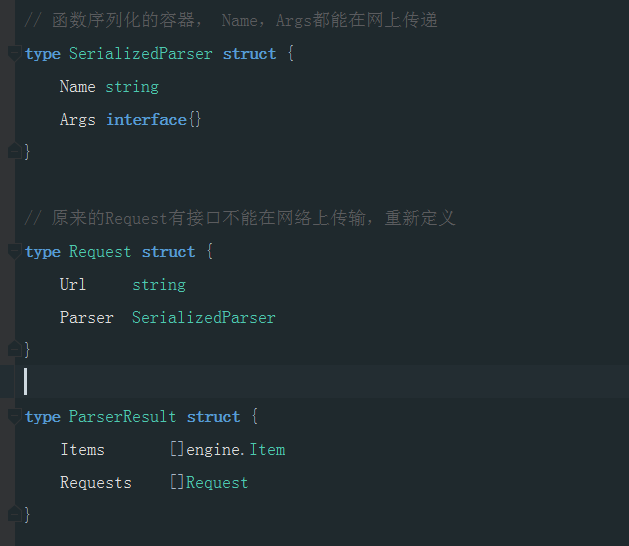 // 函数序列化的容器， Name，Args都能在网上传递
type SerializedParser struct {
    Name string
    Args interface{}
}
// 原来的Request有接口不能在网络上传输，重新定义
type Request struct {
    Url     string
    Parser  SerializedParser
}
type ParserResult struct {
    Items       []engine.Item
    Requests    []Request
}